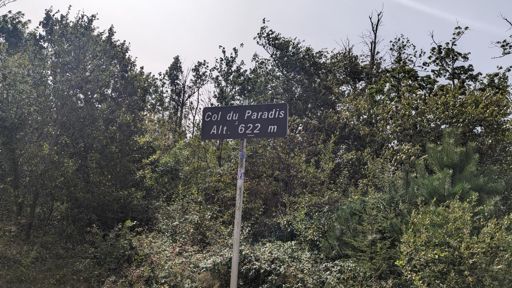 Col du Paradis
Alt. 622 m